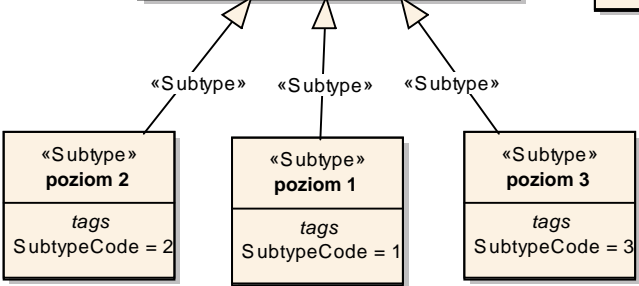 «Subtype» «Subtype» «Subtype»
«Subtype»
poziom 2
tags
SubtypeCode = 2
«Subtype»
poziom 1
tags
SubtypeCode = 1
«Subtype»
poziom 3
tags
SubtypeCode = 3